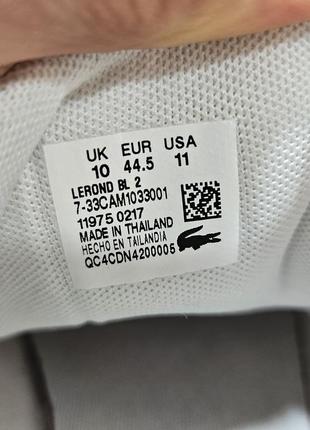 UK EUR USA
10 44.5 11
LEROND BL 2
7-33CAM1033001
11975 0217
MADE IN THAILAND
HECHO EN TAILANDIA
QC4CDN4200005